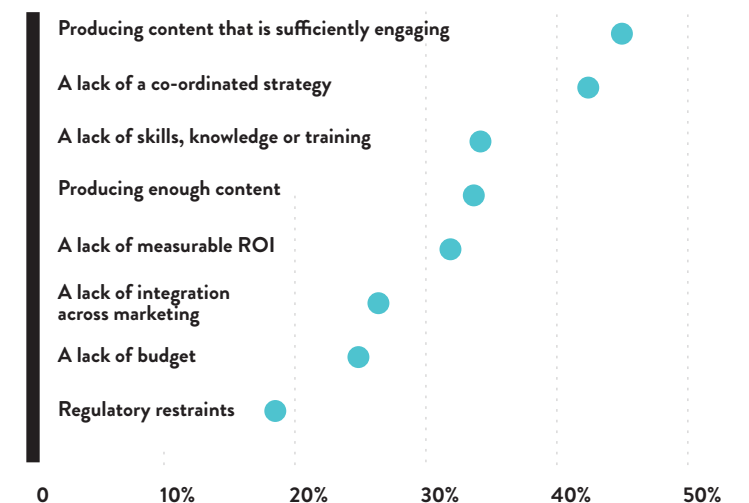 Producing content that is sufficiently engaging
A lack of a co-ordinated strategy
A lack of skills, knowledge or training
Producing enough content
A lack of measurable ROI
A lack of integration
across marketing
A lack of budget
Regulatory restraints
0 10% 20% 30% 40% 50%